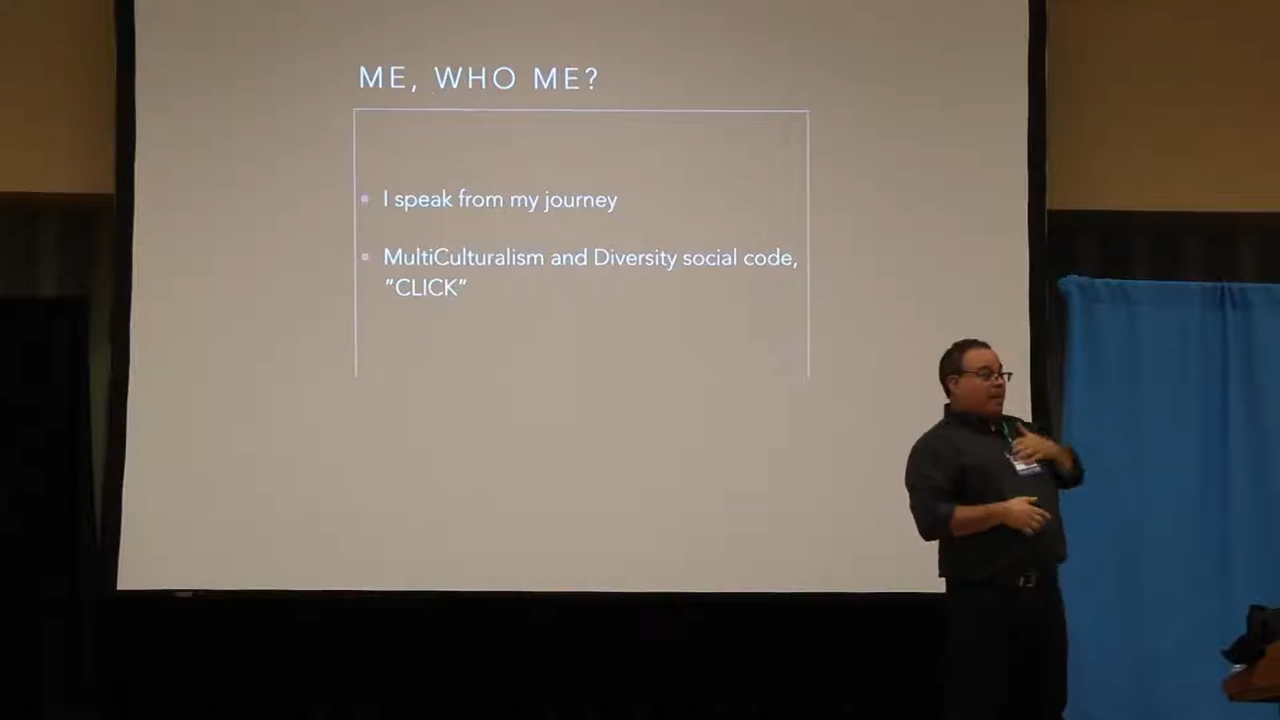 ME, WHO ME?
I speak from my journey
MultiCulturalism and Diversity social code,
"CLICK"